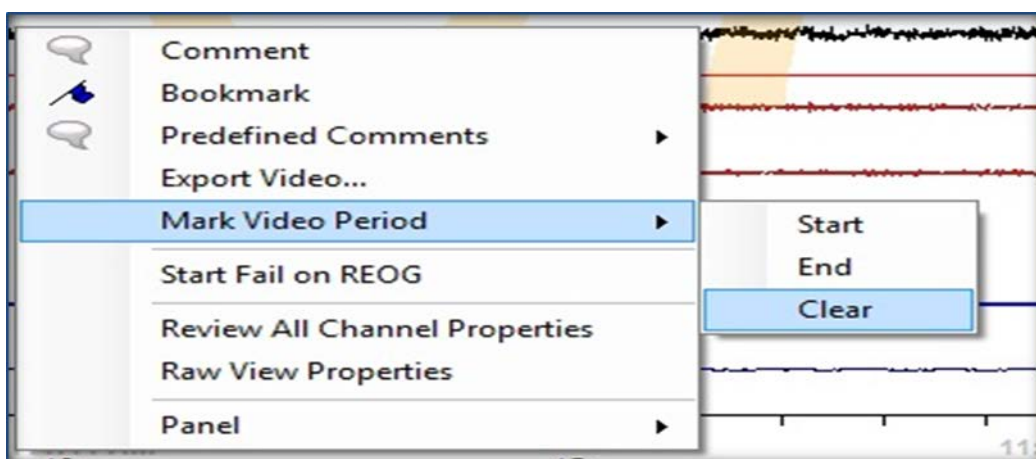 Comment
Bookmark
Predefined Comments
Export Video...
Mark Video Period
Start
End
Clear
Start Fail on REOG
Review All Channel Properties
Raw View Properties
Panel
11